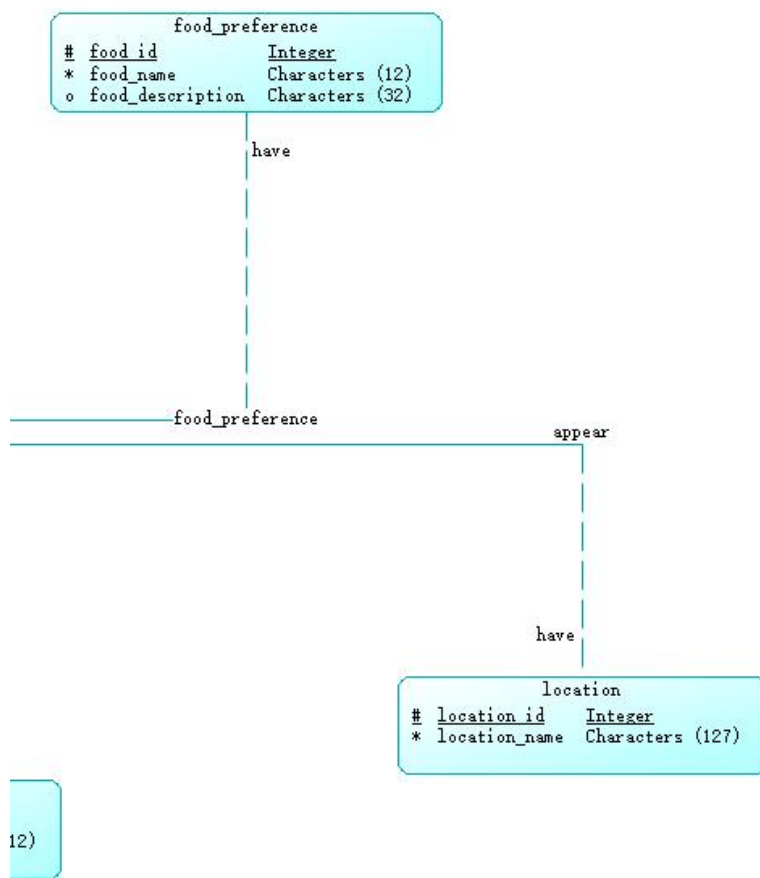 food_preference
# food_id Integer
* food_name Characters (12)
o food_description Characters (32)
have
food_preference
appear
have
location
# location_id Integer
* location_name Characters (127)
12)